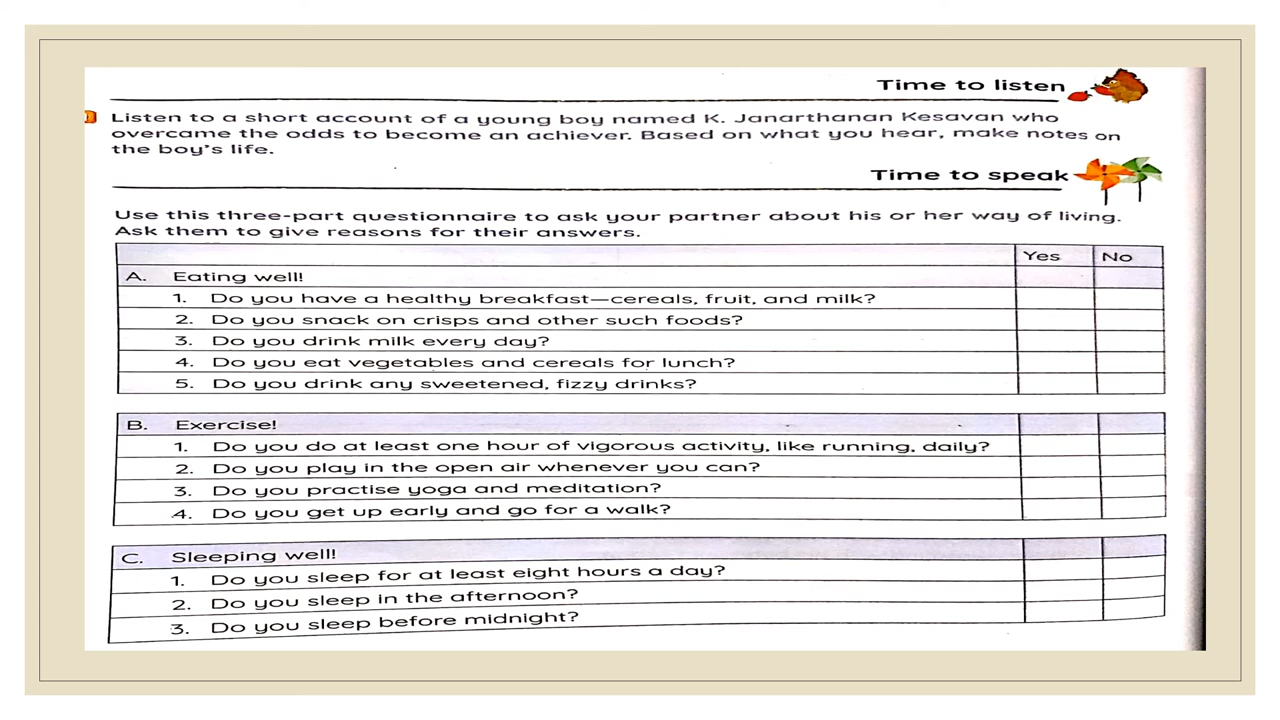 Time to listen
Listen to a short account of a young boy named K. Janarthanan Kesavan who
overcame the odds to become an achiever. Based on what you hear, make notes on
the boy's life.
Time to speak
Use this three-part questionnaire to ask your partner about his or her way of living.
Ask them to give reasons for their answers.
Yes No
A. Eating well!
1. Do you have a healthy breakfast—cereals, fruit, and milk?
2. Do you snack on crisps and other such foods?
3. Do you drink milk every day?
4. Do you eat vegetables and cereals for lunch?
5. Do you drink any sweetened, fizzy drinks?
B. Exercise!
1. Do you do at least one hour of vigorous activity, like running, daily?
2. Do you play in the open air whenever you can?
3. Do you practise yoga and meditation?
4. Do you get up early and go for a walk?
C. Sleeping well!
1. Do you sleep for at least eight hours a day?
2. Do you sleep in the afternoon?
3. Do you sleep before midnight?